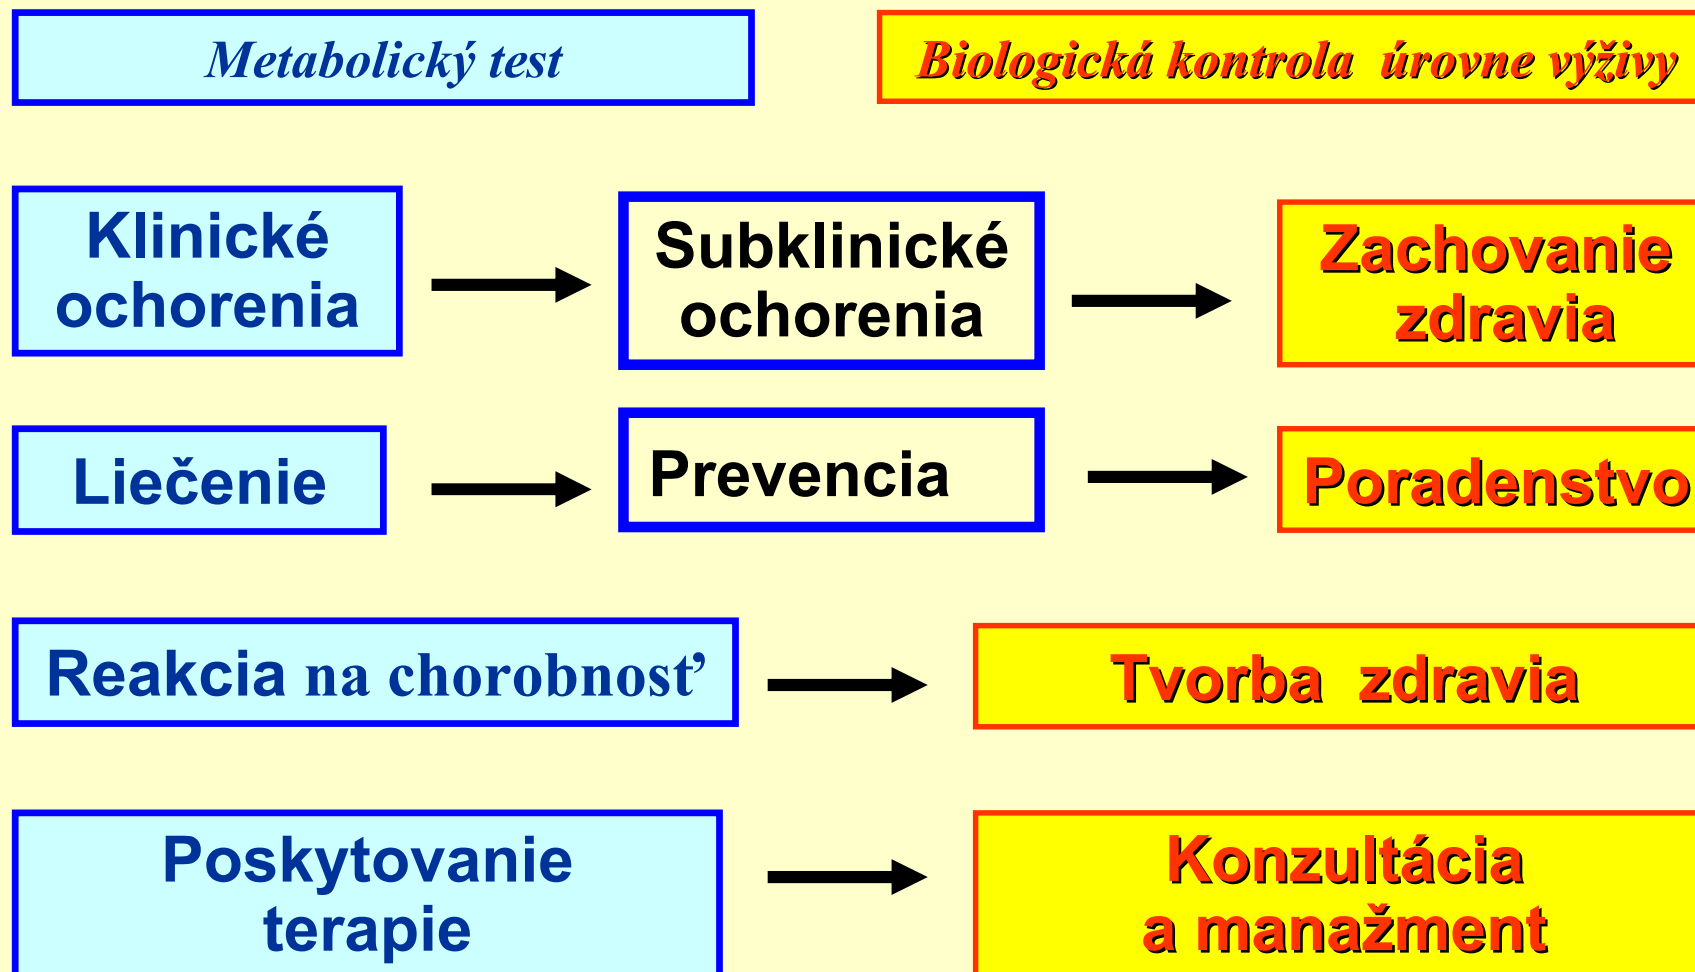 Metabolický test
Biologická kontrola úrovne výživy
Klinické
ochorenia
Subklinické
ochorenia
Zachovanie
zdravia
Liečenie
Prevencia
Poradenstvo
Reakcia na chorobnosť
Tvorba zdravia
Poskytovanie
terapie
Konzultácia
a manažment